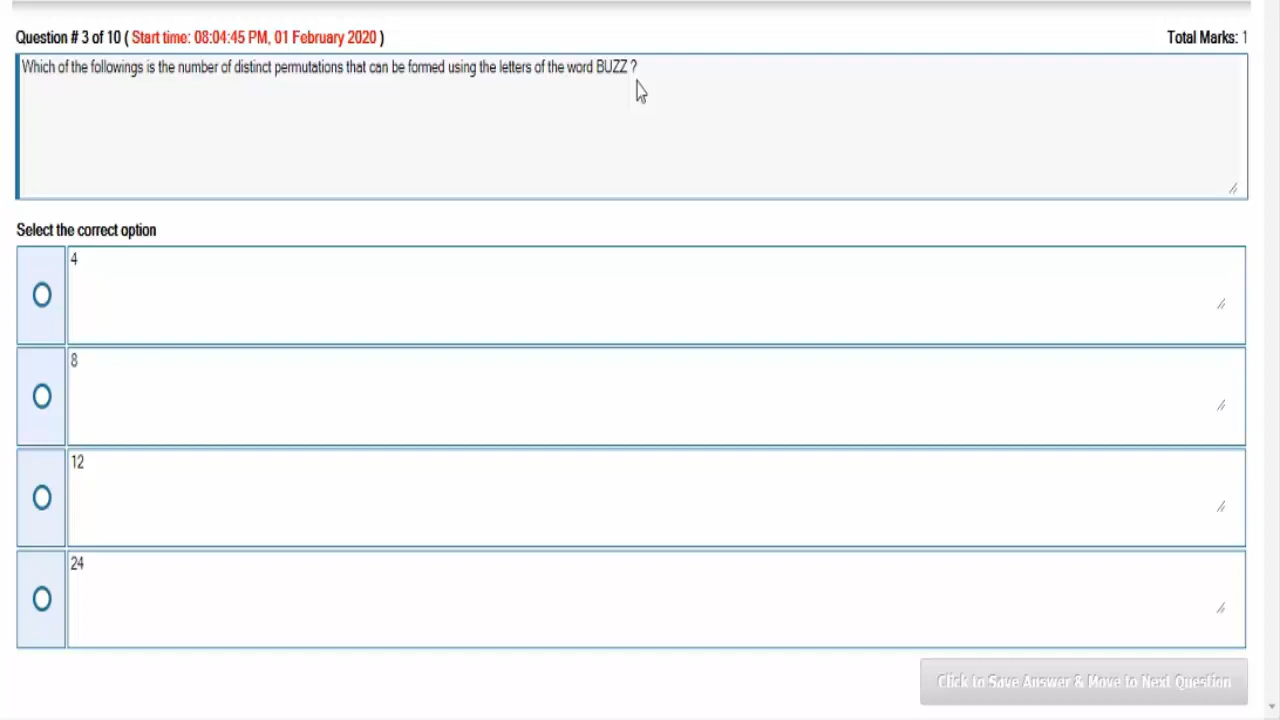 Question # 3 of 10 ( Start time: 08:04:45 PM, 01 February 2020 ) Total Marks: 1
Which of the followings is the number of distinct permutations that can be formed using the letters of the word BUZZ ?
Select the correct option
4
8
12
24
Click to Save Answer & Move to Next Question